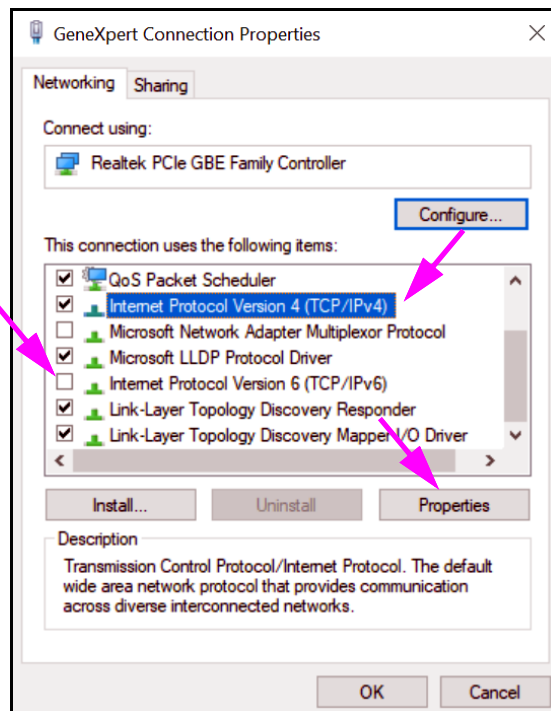 GeneXpert Connection Properties
Networking Sharing
Connect using:
Realtek PCIe GBE Family Controller
Configure...
This connection uses the following items:
QoS Packet Scheduler
Internet Protocol Version 4 (TCP/IPv4)
Microsoft Network Adapter Multiplexor Protocol
Microsoft LLDP Protocol Driver
Internet Protocol Version 6 (TCP/IPv6)
Link-Layer Topology Discovery Responder
Link-Layer Topology Discovery Mapper I/O Driver
Install... Uninstall Properties
Description
Transmission Control Protocol/Internet Protocol. The default
wide area network protocol that provides communication
across diverse interconnected networks.
OK Cancel